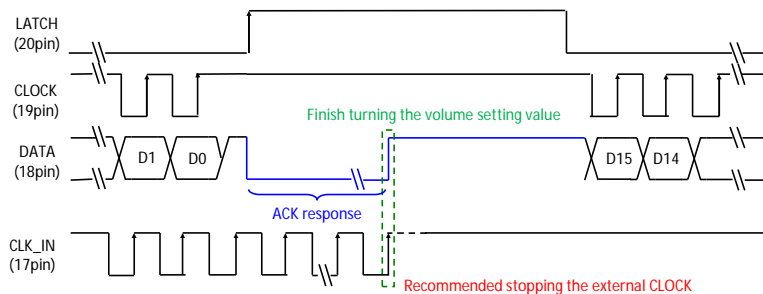 LATCH
(20pin)
CLOCK
(19pin)
Finish turning the volume setting value
DATA
(18pin)
D1
D0
D15
D14
ACK response
CLK_IN
(17pin)
Recommended stopping the external CLOCK